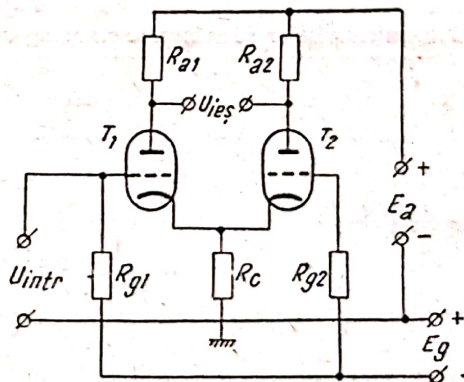 Ra1
Ra2
Uieș
T1
T2
+
Ea
−
Uintr
Rg1
Rc
Rg2
+
Eg
-